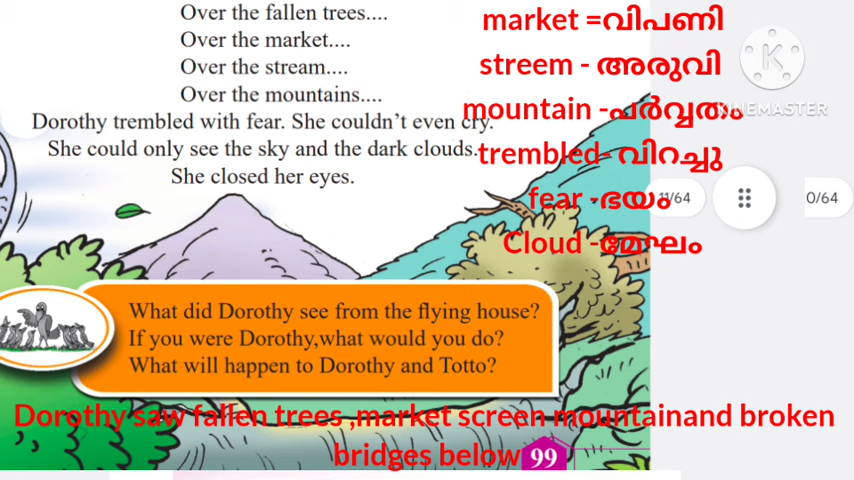 Over the fallen trees....
Over the market....
Over the stream....
Over the mountains....
Dorothy trembled with fear. She couldn't even cry.
She could only see the sky and the dark clouds.
She closed her eyes.
market =വിപണി
streem - അരുവി
mountain -പർവ്വതം
trembled- വിറച്ചു
fear -ഭയം
Cloud -മേഘം
KINEMASTER
11/64
0/64
What did Dorothy see from the flying house?
If you were Dorothy,what would you do?
What will happen to Dorothy and Totto?
Dorothy saw fallen trees ,market screen mountainand broken
bridges below
99